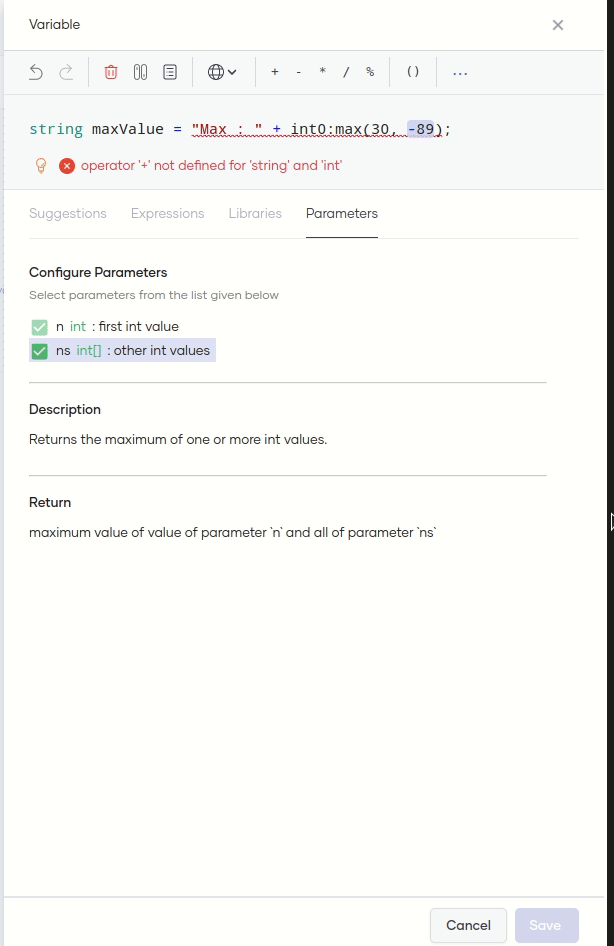 Variable
+ - * / % () ...
string maxValue = "Max : " + int0:max(30, -89);
operator '+' not defined for 'string' and 'int'
Suggestions Expressions Libraries Parameters
Configure Parameters
Select parameters from the list given below
n int : first int value
ns int[] : other int values
Description
Returns the maximum of one or more int values.
Return
maximum value of value of parameter `n` and all of parameter `ns`
Cancel Save